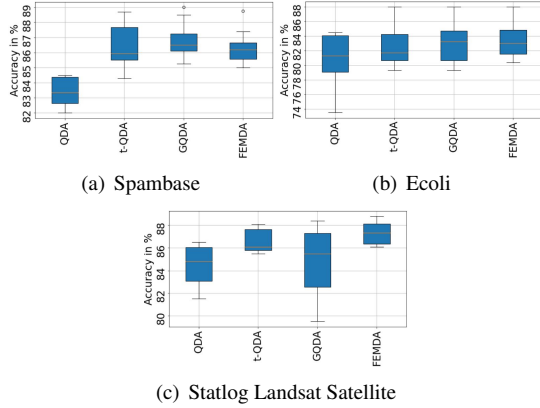 Accuracy in %
89
88
87
86
85
84
83
82
QDA
t-QDA
GQDA
FEMDA
(a) Spambase
Accuracy in %
88
86
84
82
80
78
76
74
QDA
t-QDA
GQDA
FEMDA
(b) Ecoli
Accuracy in %
88
86
84
82
80
QDA
t-QDA
GQDA
FEMDA
(c) Statlog Landsat Satellite